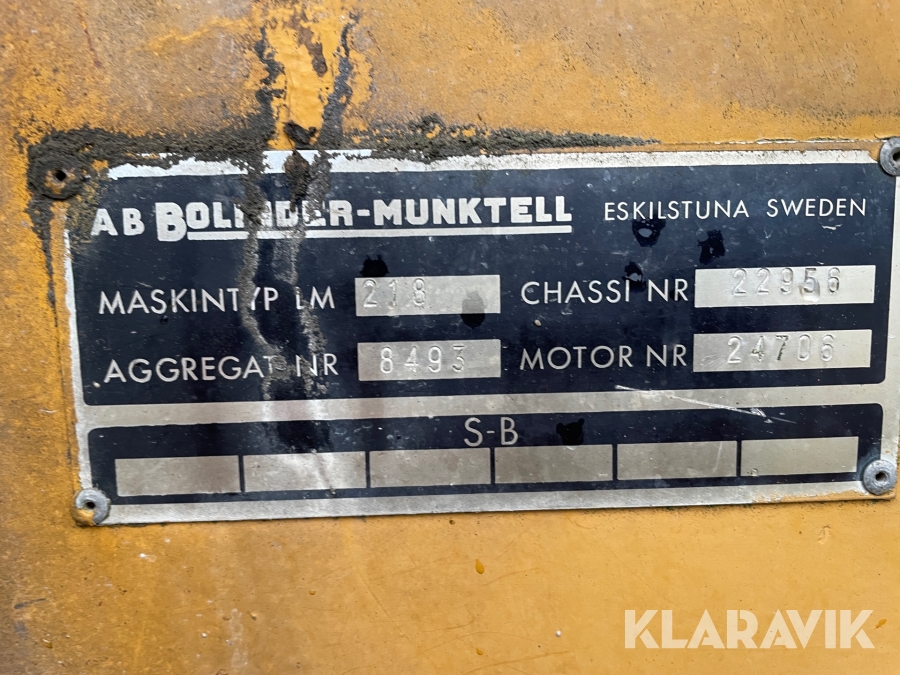 AB BOLINDER-MUNKTELL ESKILSTUNA SWEDEN
MASKINTYP LM 218 CHASSI NR 22956
AGGREGAT NR 8493 MOTOR NR 24706
S-B
KLARAVIK